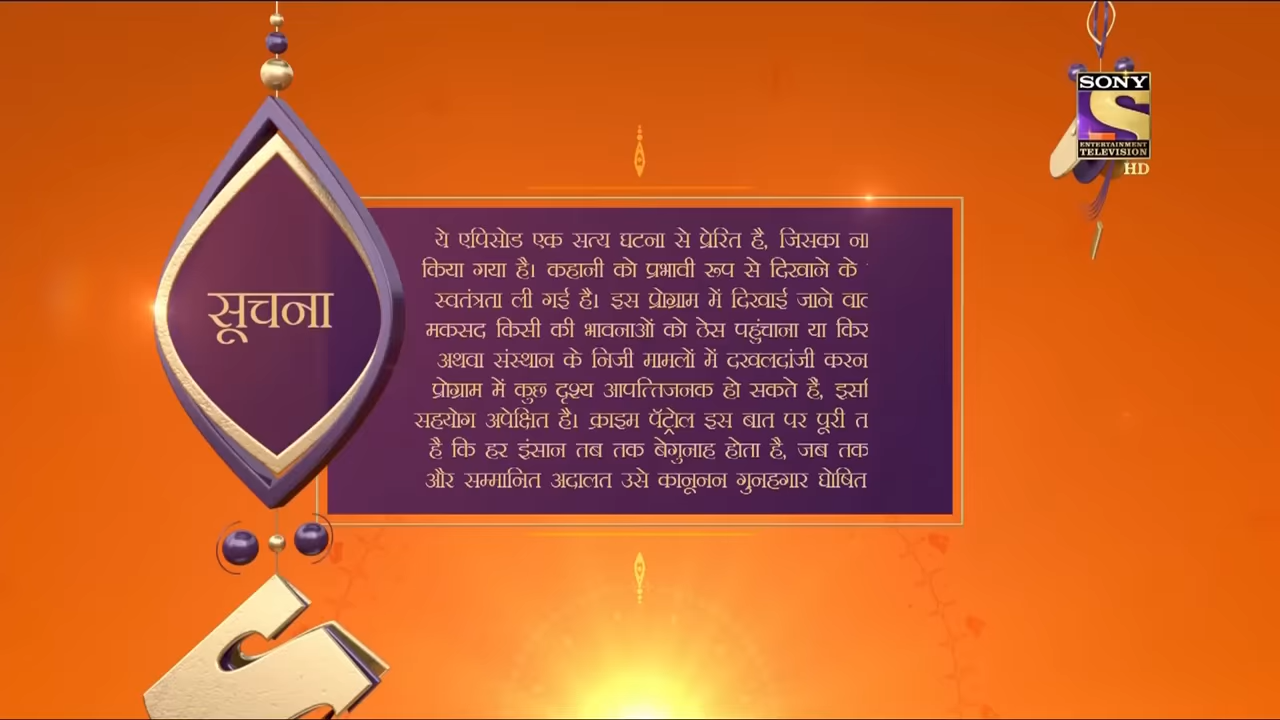 सूचना
SONY
ENTERTAINMENT
TELEVISION
HD
ये एपिसोड एक सत्य घटना से प्रेरित है, जिसका
किया गया है। कहानी को प्रभावी रूप से दिखाने के
स्वतंत्रता ली गई है। इस प्रोग्राम में दिखाई जाने
मकसद किसी की भावनाओं को ठेस पहुंचाना या
अथवा संस्थान के निजी मामलों में दखलदांजी
प्रोग्राम में कुछ दृश्य आपत्तिजनक हो सकते है,
सहयोग अपेक्षित है। क्राइम पॅट्रोल इस बात पर पूरी
है कि हर इंसान तब तक बेगुनाह होता है, जब तक
और सम्मानित अदालत उसे कानूनन गुनहगार घोषित